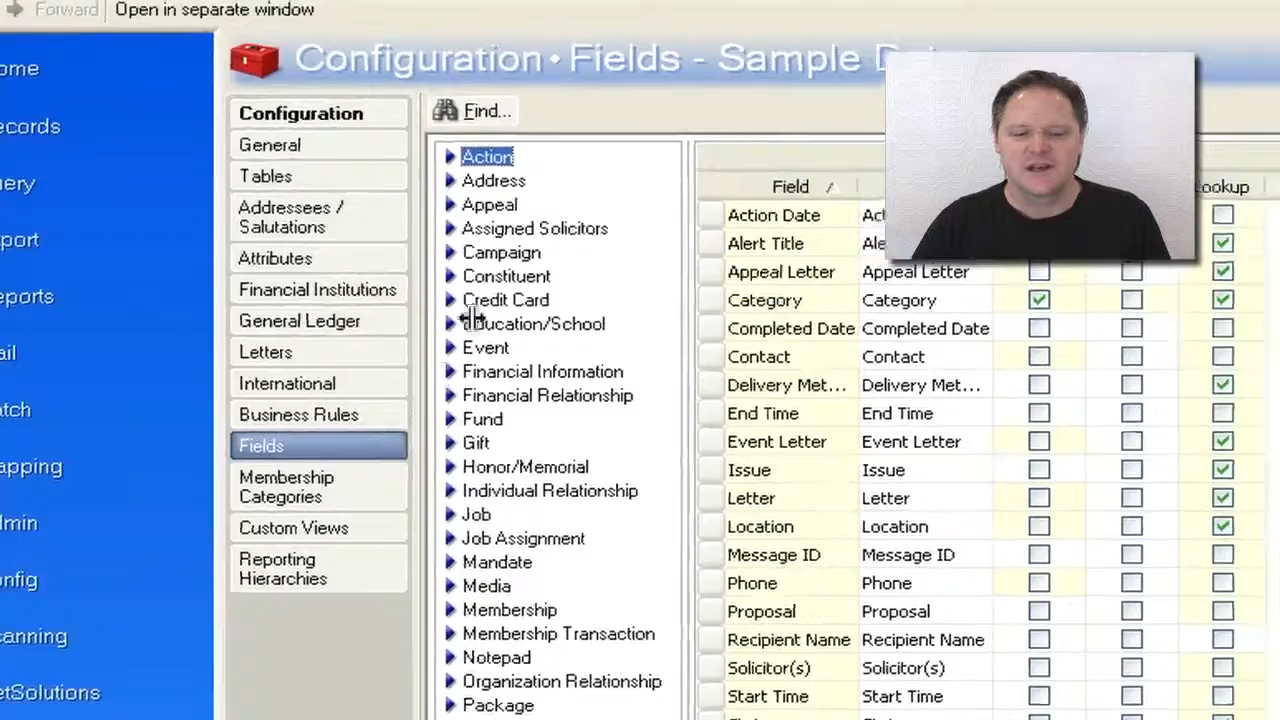 Forward
Open in separate window
Configuration • Fields - Sample D
ome
ecords
ery
port
eports
ail
atch
apping
dmin
onfig
canning
etSolutions
Configuration
General
Tables
Addressees /
Salutations
Attributes
Financial Institutions
General Ledger
Letters
International
Business Rules
Fields
Membership
Categories
Custom Views
Reporting
Hierarchies
Find...
Action
Address
Appeal
Assigned Solicitors
Campaign
Constituent
Credit Card
Education/School
Event
Financial Information
Financial Relationship
Fund
Gift
Honor/Memorial
Individual Relationship
Job
Job Assignment
Mandate
Media
Membership
Membership Transaction
Notepad
Organization Relationship
Package
Field ookup
Action Date Act
Alert Title Ale
Appeal Letter Appeal Letter
Category Category
Completed Date Completed Date
Contact Contact
Delivery Met... Delivery Met...
End Time End Time
Event Letter Event Letter
Issue Issue
Letter Letter
Location Location
Message ID Message ID
Phone Phone
Proposal Proposal
Recipient Name Recipient Name
Solicitor(s) Solicitor(s)
Start Time Start Time